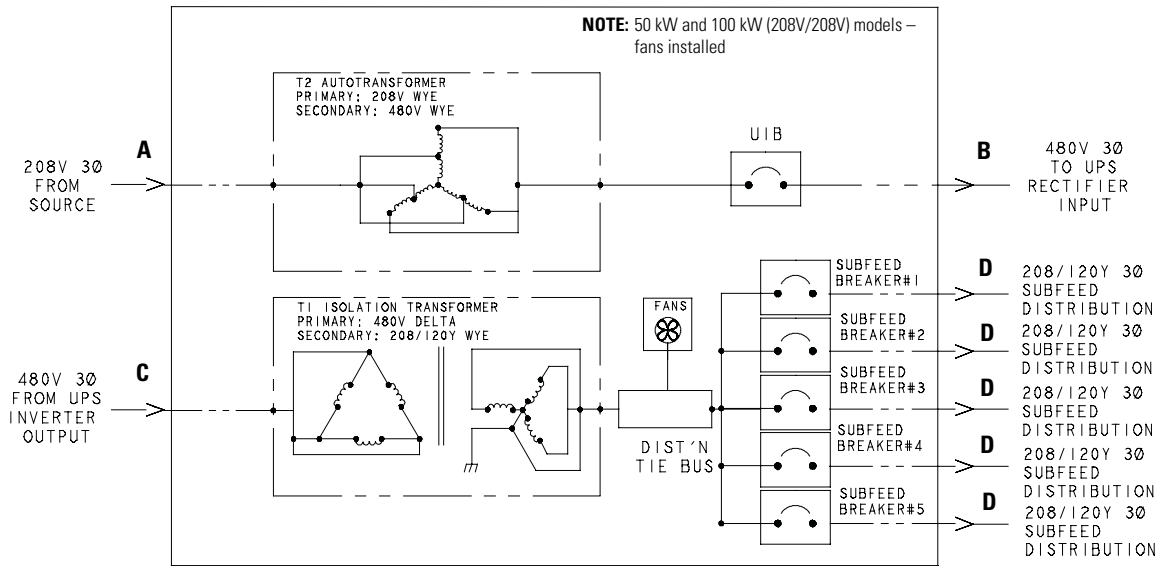 NOTE: 50 kW and 100 kW (208V/208V) models –
fans installed
T2 AUTOTRANSFORMER
PRIMARY: 208V WYE
SECONDARY: 480V WYE
UIB
A
208V 3Ø
FROM
SOURCE
B
480V 3Ø
TO UPS
RECTIFIER
INPUT
T1 ISOLATION TRANSFORMER
PRIMARY: 480V DELTA
SECONDARY: 208/120Y WYE
C
480V 3Ø
FROM UPS
INVERTER
OUTPUT
FANS
DIST'N
TIE BUS
SUBFEED
BREAKER#1
D
208/120Y 3Ø
SUBFEED
DISTRIBUTION
SUBFEED
BREAKER#2
D
208/120Y 3Ø
SUBFEED
DISTRIBUTION
SUBFEED
BREAKER#3
D
208/120Y 3Ø
SUBFEED
DISTRIBUTION
SUBFEED
BREAKER#4
D
208/120Y 3Ø
SUBFEED
DISTRIBUTION
SUBFEED
BREAKER#5
D
208/120Y 3Ø
SUBFEED
DISTRIBUTION